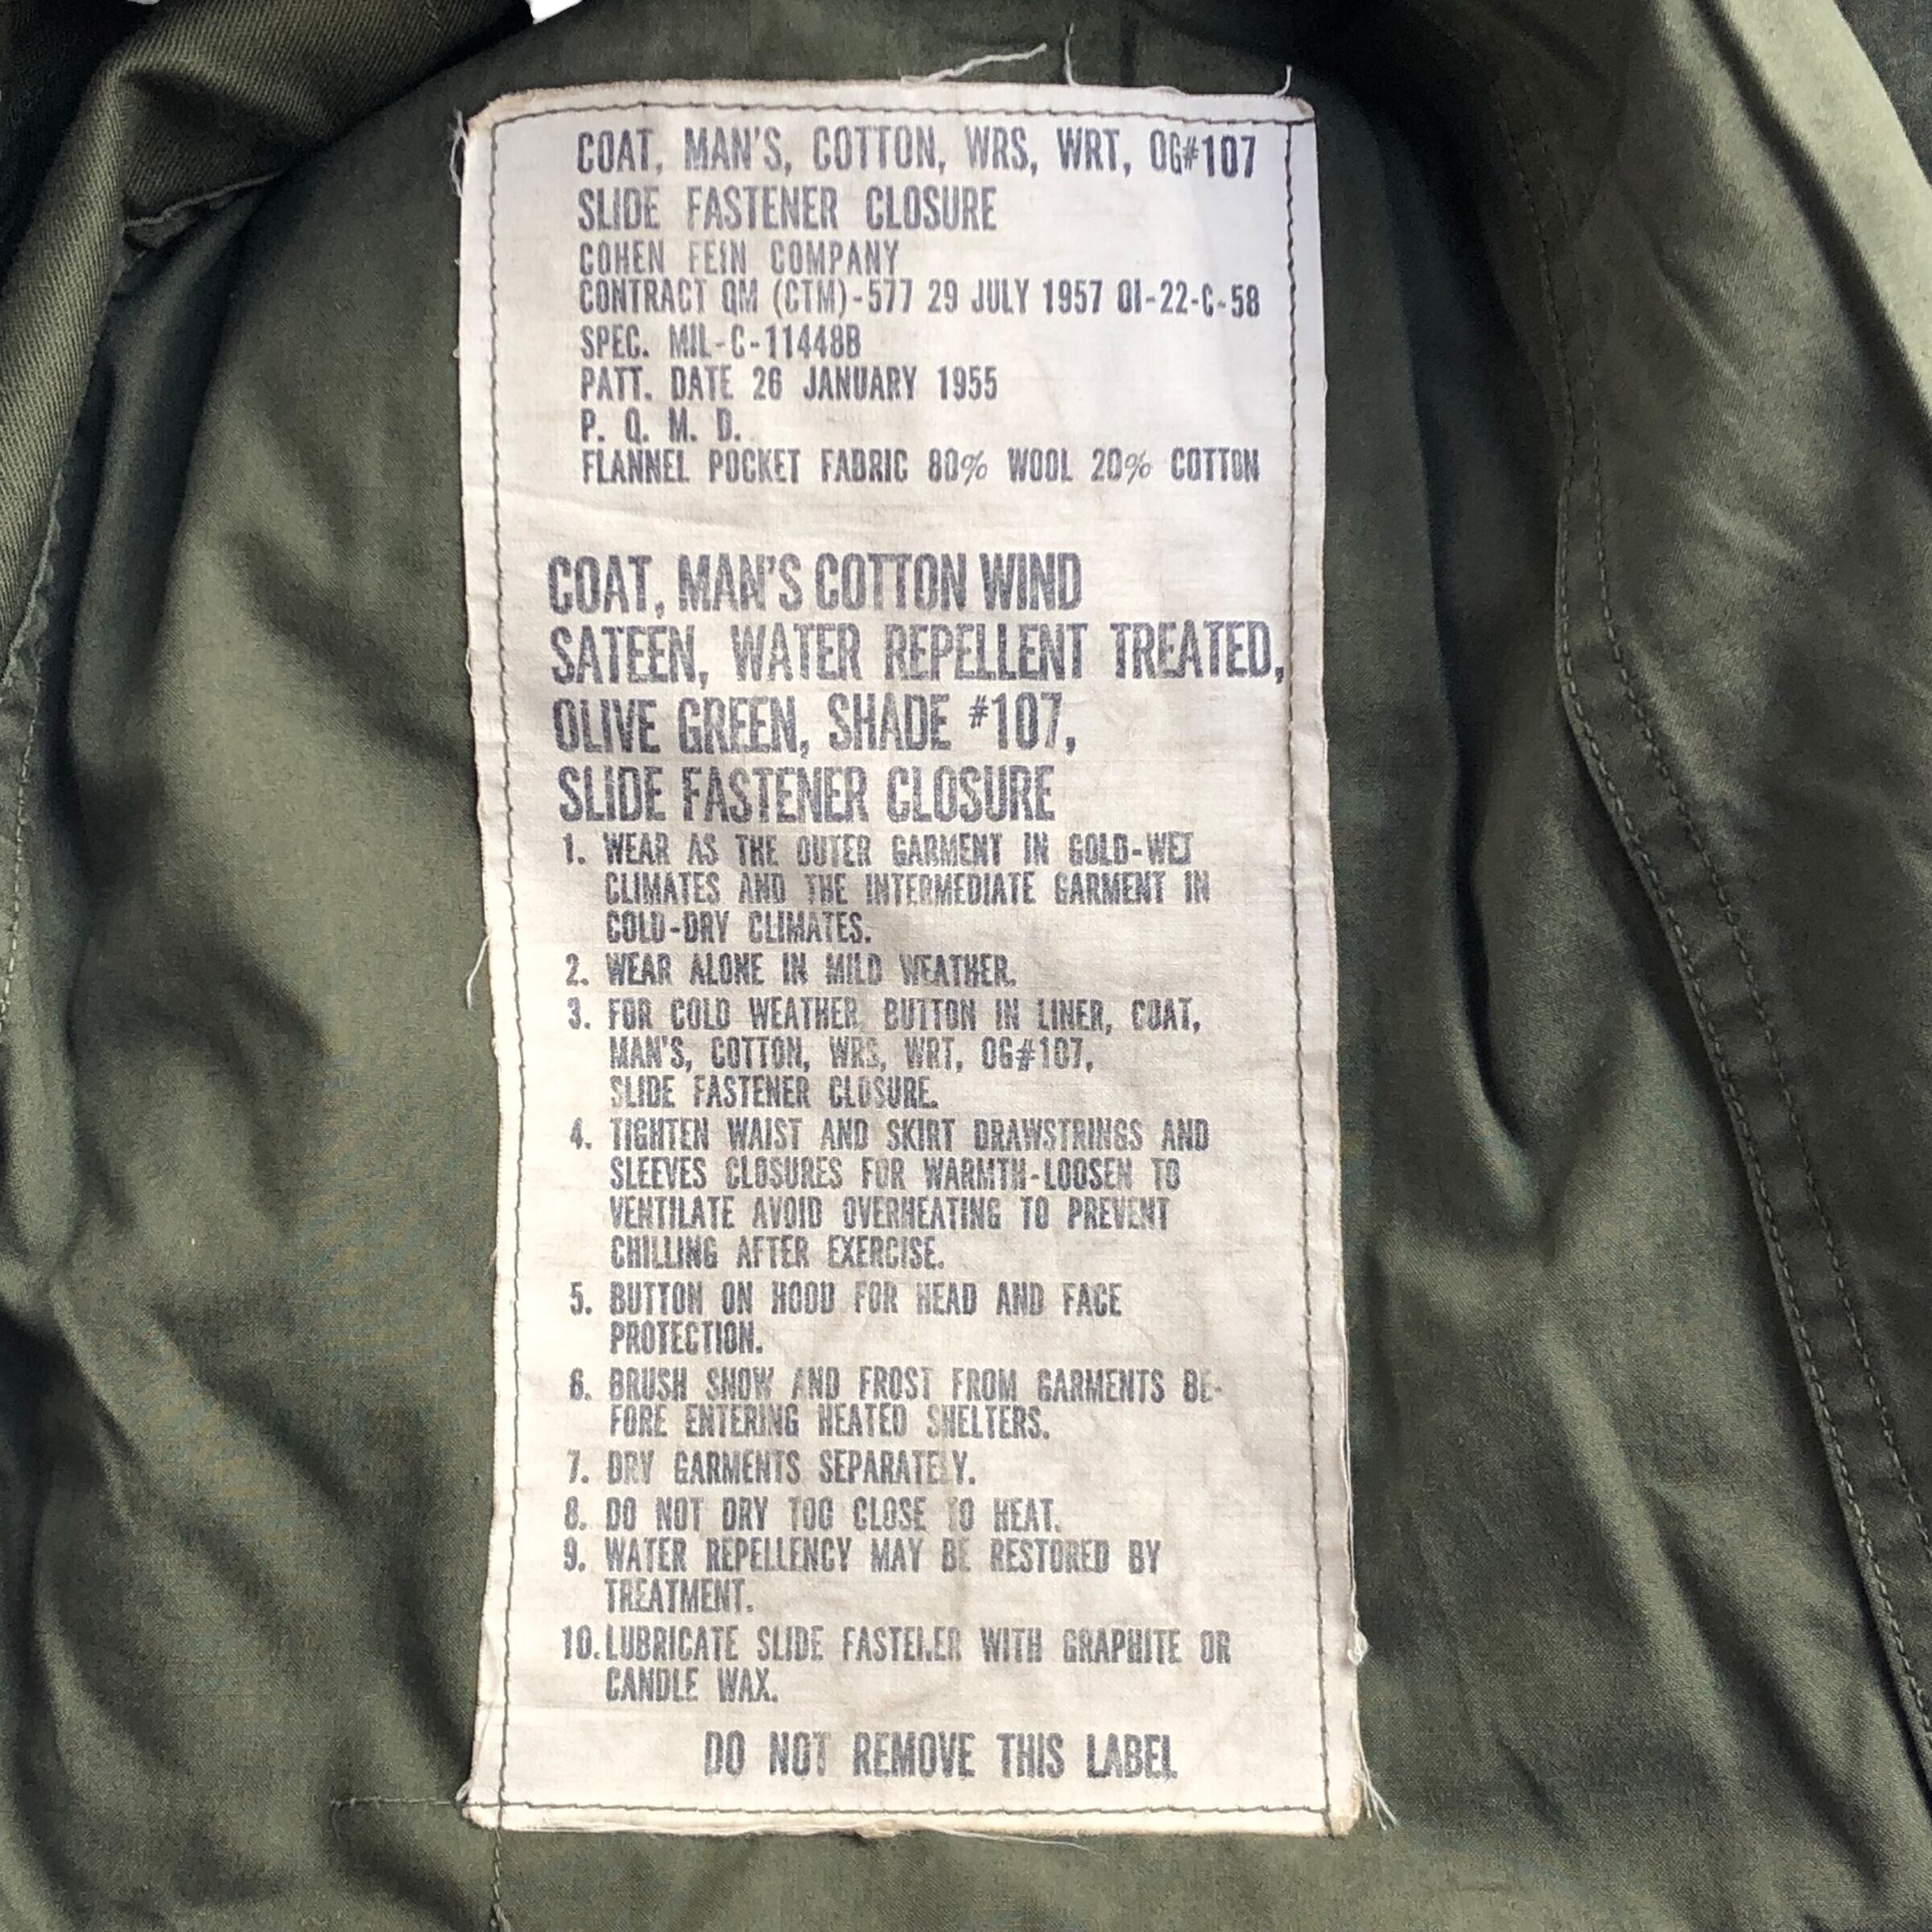 COAT, MAN'S, COTTON, WRS, WRT, OG#107
SLIDE FASTENER CLOSURE
COHEN FEIN COMPANY
CONTRACT QM (CTM)-577 29 JULY 1957 OI-22-C-58
SPEC. MIL-C-11448B
PATT. DATE 26 JANUARY 1955
P. Q. M. D.
FLANNEL POCKET FABRIC 80% WOOL 20% COTTON
COAT, MAN'S COTTON WIND
SATEEN, WATER REPELLENT TREATED,
OLIVE GREEN, SHADE #107,
SLIDE FASTENER CLOSURE
1. WEAR AS THE OUTER GARMENT IN COLD-WET
CLIMATES AND THE INTERMEDIATE GARMENT IN
COLD-DRY CLIMATES.
2. WEAR ALONE IN MILD WEATHER.
3. FOR COLD WEATHER, BUTTON IN LINER, COAT,
MAN'S, COTTON, WRS, WRT, OG#107,
SLIDE FASTENER CLOSURE.
4. TIGHTEN WAIST AND SKIRT DRAWSTRINGS AND
SLEEVES CLOSURES FOR WARMTH-LOOSEN TO
VENTILATE AVOID OVERHEATING TO PREVENT
CHILLING AFTER EXERCISE.
5. BUTTON ON HOOD FOR HEAD AND FACE
PROTECTION.
6. BRUSH SNOW AND FROST FROM GARMENTS BE-
FORE ENTERING HEATED SHELTERS.
7. DRY GARMENTS SEPARATELY.
8. DO NOT DRY TOO CLOSE TO HEAT.
9. WATER REPELLENCY MAY BE RESTORED BY
TREATMENT.
10. LUBRICATE SLIDE FASTENER WITH GRAPHITE OR
CANDLE WAX.
DO NOT REMOVE THIS LABEL